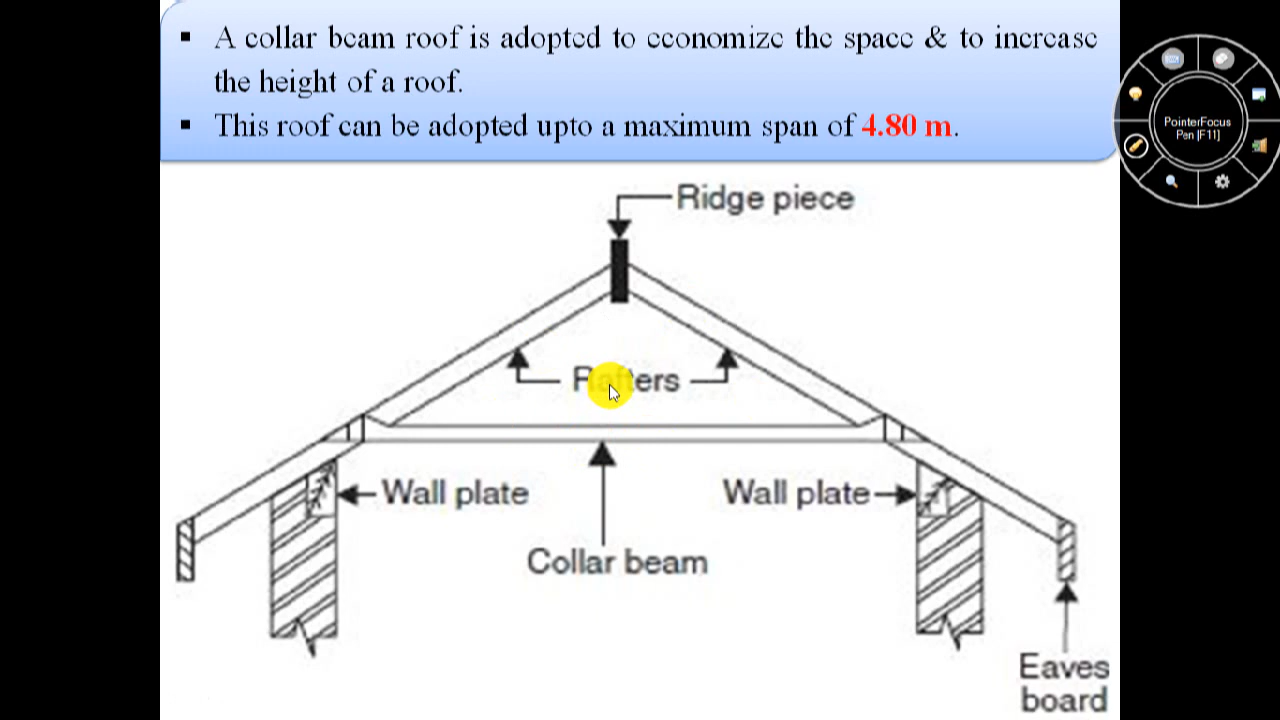 ▪ A collar beam roof is adopted to economize the space & to increase
the height of a roof.
▪ This roof can be adopted upto a maximum span of 4.80 m.
PointerFocus
Pen [F11]
Ridge piece
Rafters
Wall plate
Wall plate
Collar beam
Eaves
board